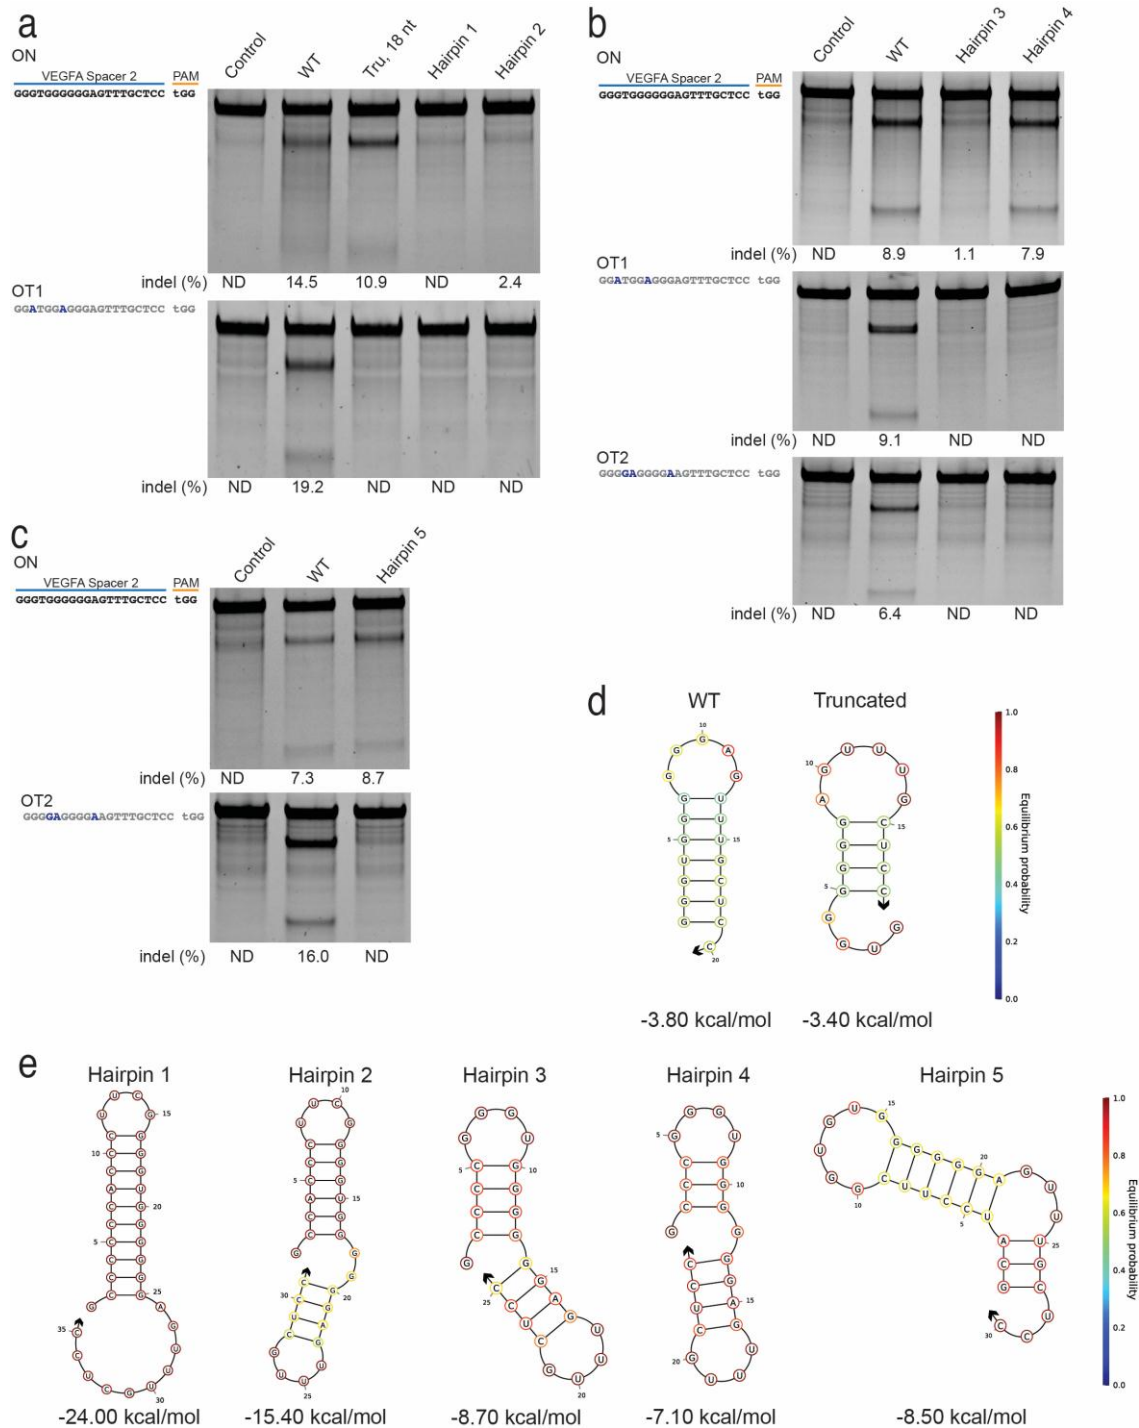 a
ON
VEGFA Spacer 2 PAM
GGGTGGGGGGAGTTTGCTCC tGG
Control WT Tru, 18 nt Hairpin 1 Hairpin 2
indel (%) ND 14.5 10.9 ND 2.4
OT1
GGATGGAGGGAGTTTGCTCC tGG
indel (%) ND 19.2 ND ND ND
b
ON
VEGFA Spacer 2 PAM
GGGTGGGGGGAGTTTGCTCC tGG
Control WT Hairpin 3 Hairpin 4
indel (%) ND 8.9 1.1 7.9
OT1
GGATGGAGGGAGTTTGCTCC tGG
indel (%) ND 9.1 ND ND
OT2
GGGGAGGGGAAGTTTGCTCC tGG
indel (%) ND 6.4 ND ND
c
ON
VEGFA Spacer 2 PAM
GGGTGGGGGGAGTTTGCTCC tGG
Control WT Hairpin 5
indel (%) ND 7.3 8.7
OT2
GGGGAGGGGAAGTTTGCTCC tGG
indel (%) ND 16.0 ND
d
WT Truncated
-3.80 kcal/mol -3.40 kcal/mol
1.0
0.8
0.6
0.4
0.2
0.0
Equilibrium probability
e
Hairpin 1 Hairpin 2 Hairpin 3 Hairpin 4 Hairpin 5
-24.00 kcal/mol -15.40 kcal/mol -8.70 kcal/mol -7.10 kcal/mol -8.50 kcal/mol
1.0
0.8
0.6
0.4
0.2
0.0
Equilibrium probability